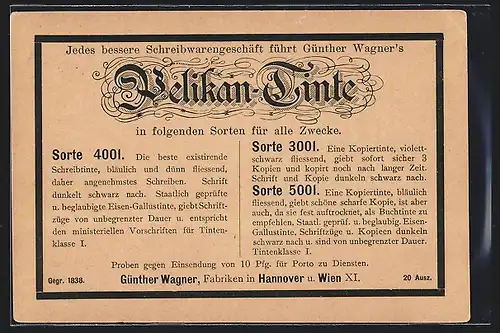 Jedes bessere Schreibwarengeschäft führt Günther Wagner's
Pelikan-Tinte
in folgenden Sorten für alle Zwecke.
Sorte 4001. Die beste existirende
Schreibtinte, bläulich und dünn fliessend,
daher angenehmstes Schreiben. Schrift
dunkelt schwarz nach. Staatlich geprüfte
u. beglaubigte Eisen-Gallustinte, giebt Schrift-
züge von unbegrenzter Dauer u. entspricht
den ministeriellen Vorschriften für Tinten-
klasse I.
Sorte 3001. Eine Kopiertinte, violett-
schwarz fliessend, giebt sofort sicher 3
Kopien und kopirt noch nach langer Zeit.
Schrift und Kopie dunkeln schwarz nach.
Sorte 5001. Eine Kopiertinte, bläulich
fliessend, giebt schöne scharfe Kopie, ist aber
auch, da sie fest auftrocknet, als Buchtinte zu
empfehlen. Staatl. geprüf. u. beglaubig. Eisen-
Gallustinte, Schriftzüge u. Kopieen dunkeln
schwarz nach u. sind von unbegrenzter Dauer.
Tintenklasse I.
Proben gegen Einsendung von 10 Pfg. für Porto zu Diensten.
Gegr. 1838. Günther Wagner, Fabriken in Hannover u. Wien XI. 20 Ausz.